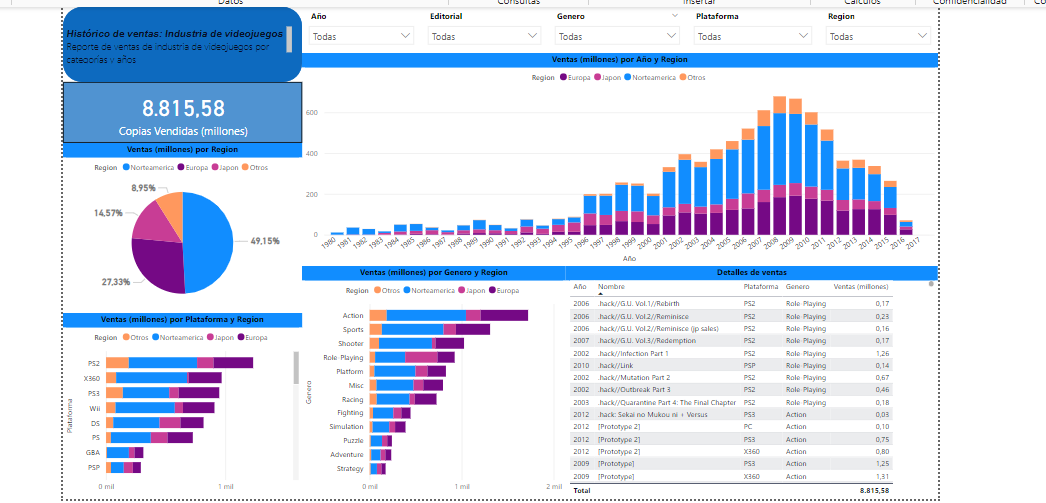 Datos Consultas Insertar Cálculos Confidencialidad
Histórico de ventas: Industria de videojuegos
Reporte de ventas de industria de videojuegos por
categorías y años
Año Editorial Genero Plataforma Region
Todas Todas Todas Todas Todas
8.815,58
Copias Vendidas (millones)
Ventas (millones) por Año y Region
Region Europa Japon Norteamerica Otros
600
400
200
0
1980 1981 1982 1983 1984 1985 1986 1987 1988 1989 1990 1991 1992 1993 1994 1995 1996 1997 1998 1999 2000 2001 2002 2003 2004 2005 2006 2007 2008 2009 2010 2011 2012 2013 2014 2015 2016 2017
Año
Ventas (millones) por Region
Region Norteamerica Europa Japon Otros
8,95%
14,57%
49,15%
27,33%
Ventas (millones) por Plataforma y Region
Region Otros Norteamerica Japon Europa
Plataforma
PS2
X360
PS3
Wii
DS
PS
GBA
PSP
0 mil 1 mil
Ventas (millones) por Genero y Region
Region Otros Norteamerica Japon Europa
Genero
Action
Sports
Shooter
Role Playing
Platform
Misc
Racing
Fighting
Simulation
Puzzle
Adventure
Strategy
0 mil 1 mil 2 mil
Detalles de ventas
Año Nombre Plataforma Genero Ventas (millones)
2006 .hack//G.U. Vol.1//Rebirth PS2 Role Playing 0,17
2006 .hack//G.U. Vol.2//Reminisce PS2 Role Playing 0,23
2006 .hack//G.U. Vol.2//Reminisce (jp sales) PS2 Role Playing 0,16
2007 .hack//G.U. Vol.3//Redemption PS2 Role Playing 0,17
2002 .hack//Infection Part 1 PS2 Role Playing 1,26
2010 .hack//Link PSP Role Playing 0,14
2002 .hack//Mutation Part 2 PS2 Role Playing 0,67
2002 .hack//Outbreak Part 3 PS2 Role Playing 0,46
2003 .hack//Quarantine Part 4: The Final Chapter PS2 Role Playing 0,18
2012 .hack: Sekai no Mukou ni + Versus PS3 Action 0,03
2012 [Prototype 2] PC Action 0,10
2012 [Prototype 2] PS3 Action 0,75
2012 [Prototype 2] X360 Action 0,80
2009 [Prototype] PS3 Action 1,25
2009 [Prototype] X360 Action 1,31
Total 8.815,58